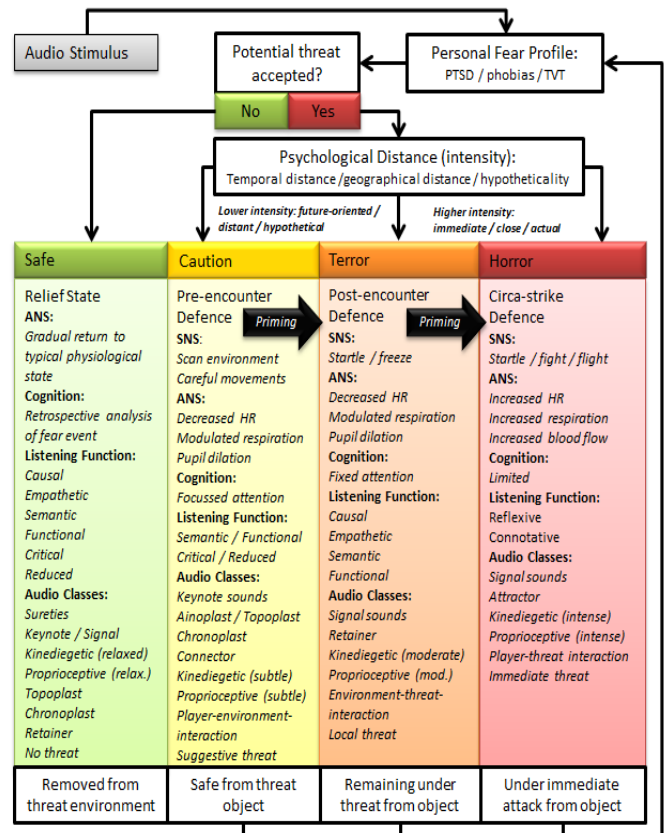 Audio Stimulus
Potential threat
accepted?
Personal Fear Profile:
PTSD / phobias / TVT
No
Yes
Psychological Distance (intensity):
Temporal distance/geographical distance/hypotheticality
Lower intensity: future-oriented /
distant / hypothetical
Higher intensity:
immediate / close / actual
Safe
Relief State
ANS:
Gradual return to
typical physiological
state
Cognition:
Retrospective analysis
of fear event
Listening Function:
Causal
Empathetic
Semantic
Functional
Critical
Reduced
Audio Classes:
Sureties
Keynote / Signal
Kinediegetic (relaxed)
Proprioceptive (relax.)
Topoplast
Chronoplast
Retainer
No threat
Removed from
threat environment
Caution
Pre-encounter
Defence
SNS:
Scan environment
Careful movements
ANS:
Decreased HR
Modulated respiration
Pupil dilation
Cognition:
Focussed attention
Listening Function:
Semantic / Functional
Critical / Reduced
Audio Classes:
Keynote sounds
Ainoplast / Topoplast
Chronoplast
Connector
Kinediegetic (subtle)
Proprioceptive (subtle)
Player-environment-
interaction
Suggestive threat
Safe from threat
object
Priming
Terror
Post-encounter
Defence
SNS:
Startle / freeze
ANS:
Decreased HR
Modulated respiration
Pupil dilation
Cognition:
Fixed attention
Listening Function:
Causal
Empathetic
Semantic
Functional
Audio Classes:
Signal sounds
Retainer
Kinediegetic (moderate)
Proprioceptive (mod.)
Environment-threat-
interaction
Local threat
Remaining under
threat from object
Priming
Horror
Circa-strike
Defence
SNS:
Startle / fight / flight
ANS:
Increased HR
Increased respiration
Increased blood flow
Cognition:
Limited
Listening Function:
Reflexive
Connotative
Audio Classes:
Signal sounds
Attractor
Kinediegetic (intense)
Proprioceptive (intense)
Player-threat interaction
Immediate threat
Under immediate
attack from object